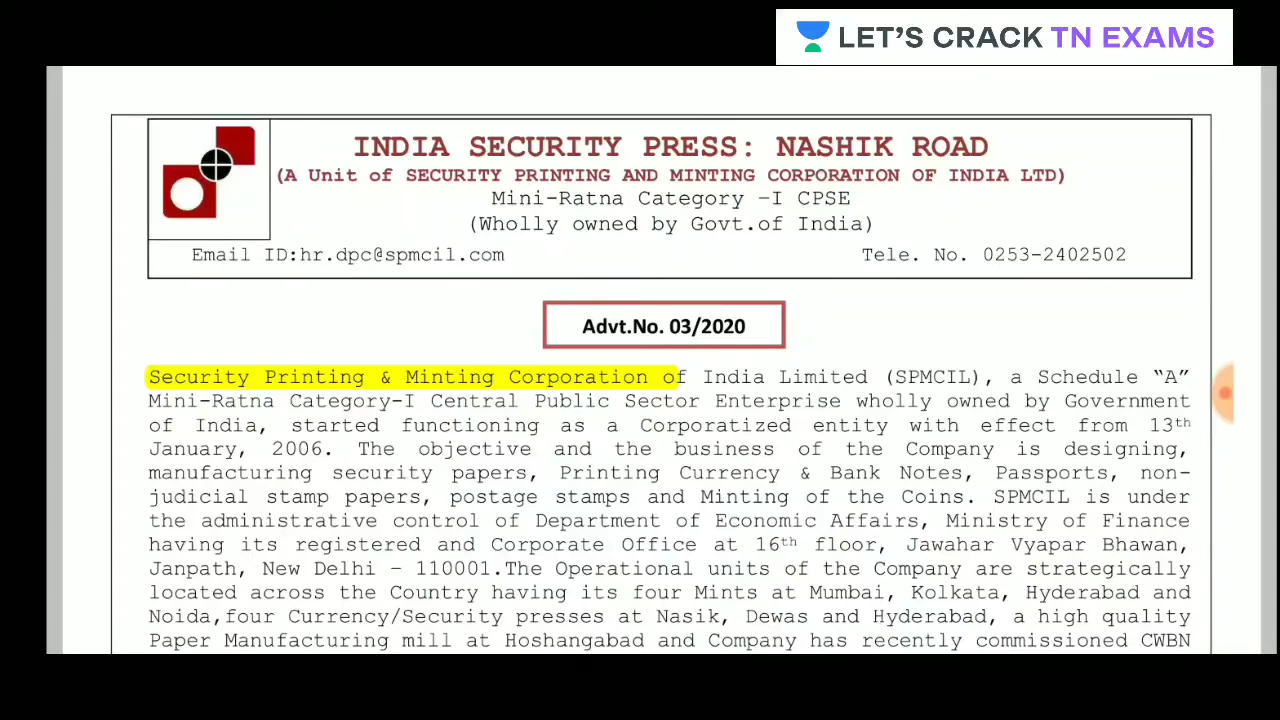 LET'S CRACK TN EXAMS
INDIA SECURITY PRESS: NASHIK ROAD
(A Unit of SECURITY PRINTING AND MINTING CORPORATION OF INDIA LTD)
Mini-Ratna Category –I CPSE
(Wholly owned by Govt.of India)
Email ID:hr.dpc@spmcil.com Tele. No. 0253-2402502
Advt.No. 03/2020
Security Printing & Minting Corporation of India Limited (SPMCIL), a Schedule “A”
Mini-Ratna Category-I Central Public Sector Enterprise wholly owned by Government
of India, started functioning as a Corporatized entity with effect from 13th
January, 2006. The objective and the business of the Company is designing,
manufacturing security papers, Printing Currency & Bank Notes, Passports, non-
judicial stamp papers, postage stamps and Minting of the Coins. SPMCIL is under
the administrative control of Department of Economic Affairs, Ministry of Finance
having its registered and Corporate Office at 16th floor, Jawahar Vyapar Bhawan,
Janpath, New Delhi – 110001.The Operational units of the Company are strategically
located across the Country having its four Mints at Mumbai, Kolkata, Hyderabad and
Noida,four Currency/Security presses at Nasik, Dewas and Hyderabad, a high quality
Paper Manufacturing mill at Hoshangabad and Company has recently commissioned CWBN